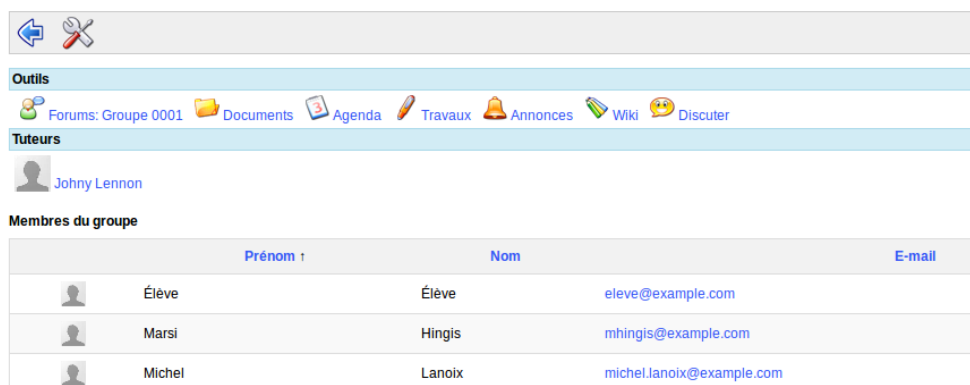 Outils
Forums: Groupe 0001 Documents 3 Agenda Travaux Annonces Wiki Discuter
Tuteurs
Johny Lennon
Membres du groupe
Prénom ↑ Nom E-mail
Élève Élève eleve@example.com
Marsi Hingis mhingis@example.com
Michel Lanoix michel.lanoix@example.com